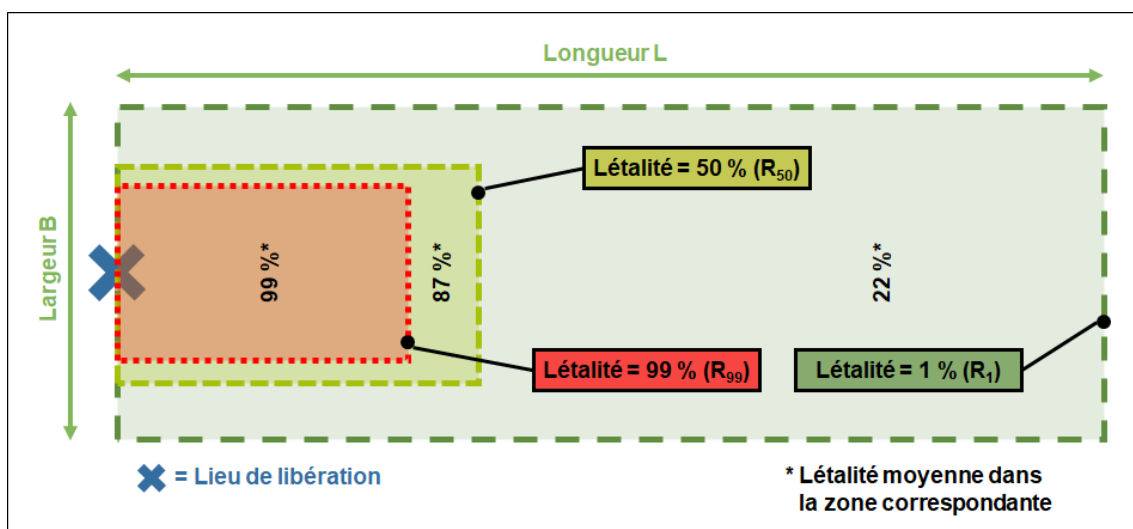 Longueur L
Largeur B
Létalité = 50 % (R50)
99 %*
87 %*
22 %*
Létalité = 99 % (R99)
Létalité = 1 % (R1)
= Lieu de libération
* Létalité moyenne dans
la zone correspondante